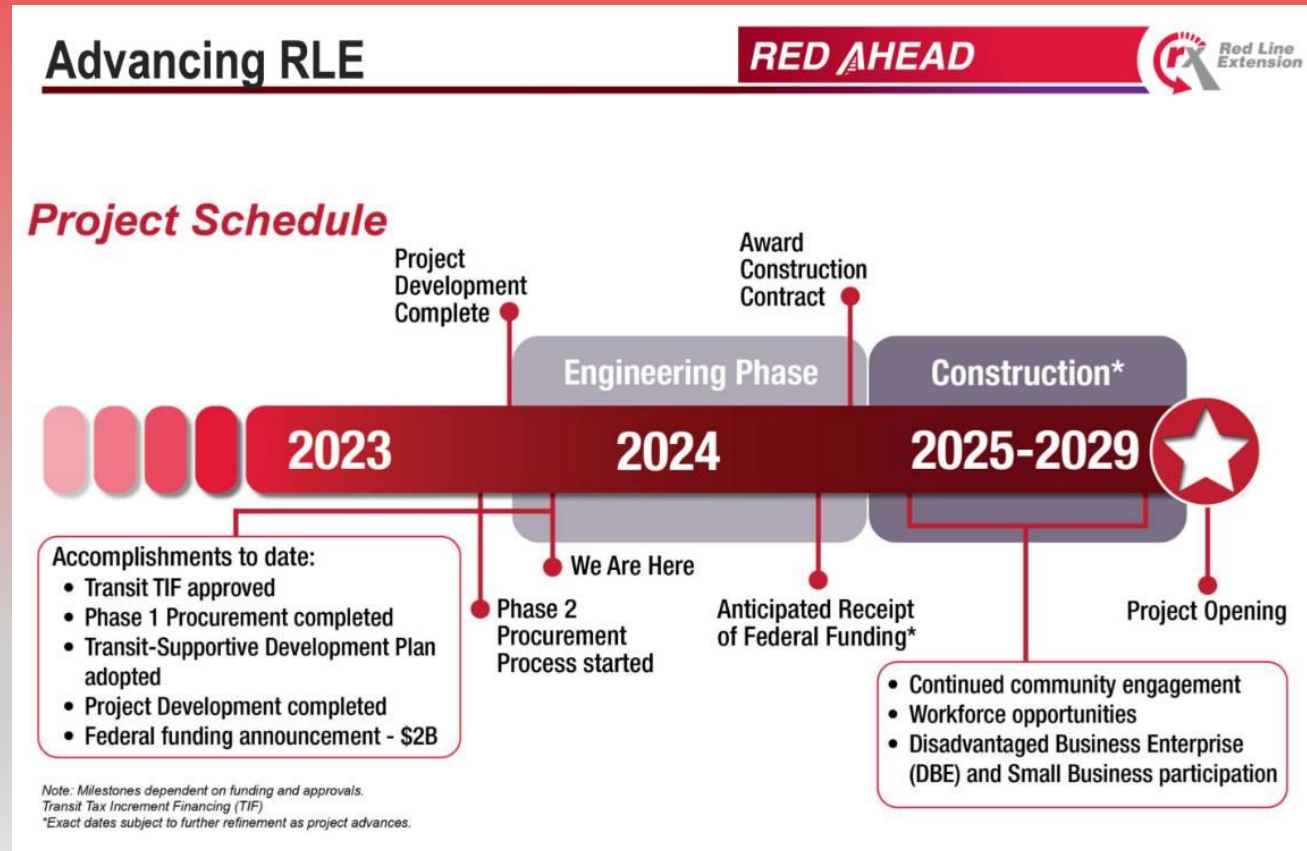 Advancing RLE
RED AHEAD
rx
Red Line
Extension
Project Schedule
Project
Development
Complete
Award
Construction
Contract
Engineering Phase
Construction*
2023
2024
2025-2029
Accomplishments to date:
• Transit TIF approved
• Phase 1 Procurement completed
• Transit-Supportive Development Plan
adopted
• Project Development completed
• Federal funding announcement - $2B
We Are Here
Phase 2
Procurement
Process started
Anticipated Receipt
of Federal Funding*
Project Opening
• Continued community engagement
• Workforce opportunities
• Disadvantaged Business Enterprise
(DBE) and Small Business participation
Note: Milestones dependent on funding and approvals.
Transit Tax Increment Financing (TIF)
*Exact dates subject to further refinement as project advances.